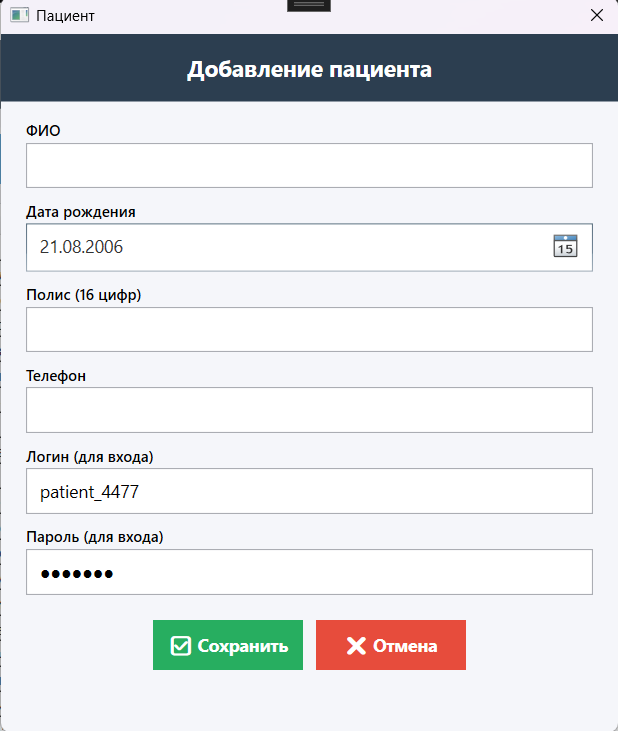 Пациент
Добавление пациента
ФИО
Дата рождения
21.08.2006
15
Полис (16 цифр)
Телефон
Логин (для входа)
patient_4477
Пароль (для входа)
●●●●●●●
Сохранить
Отмена